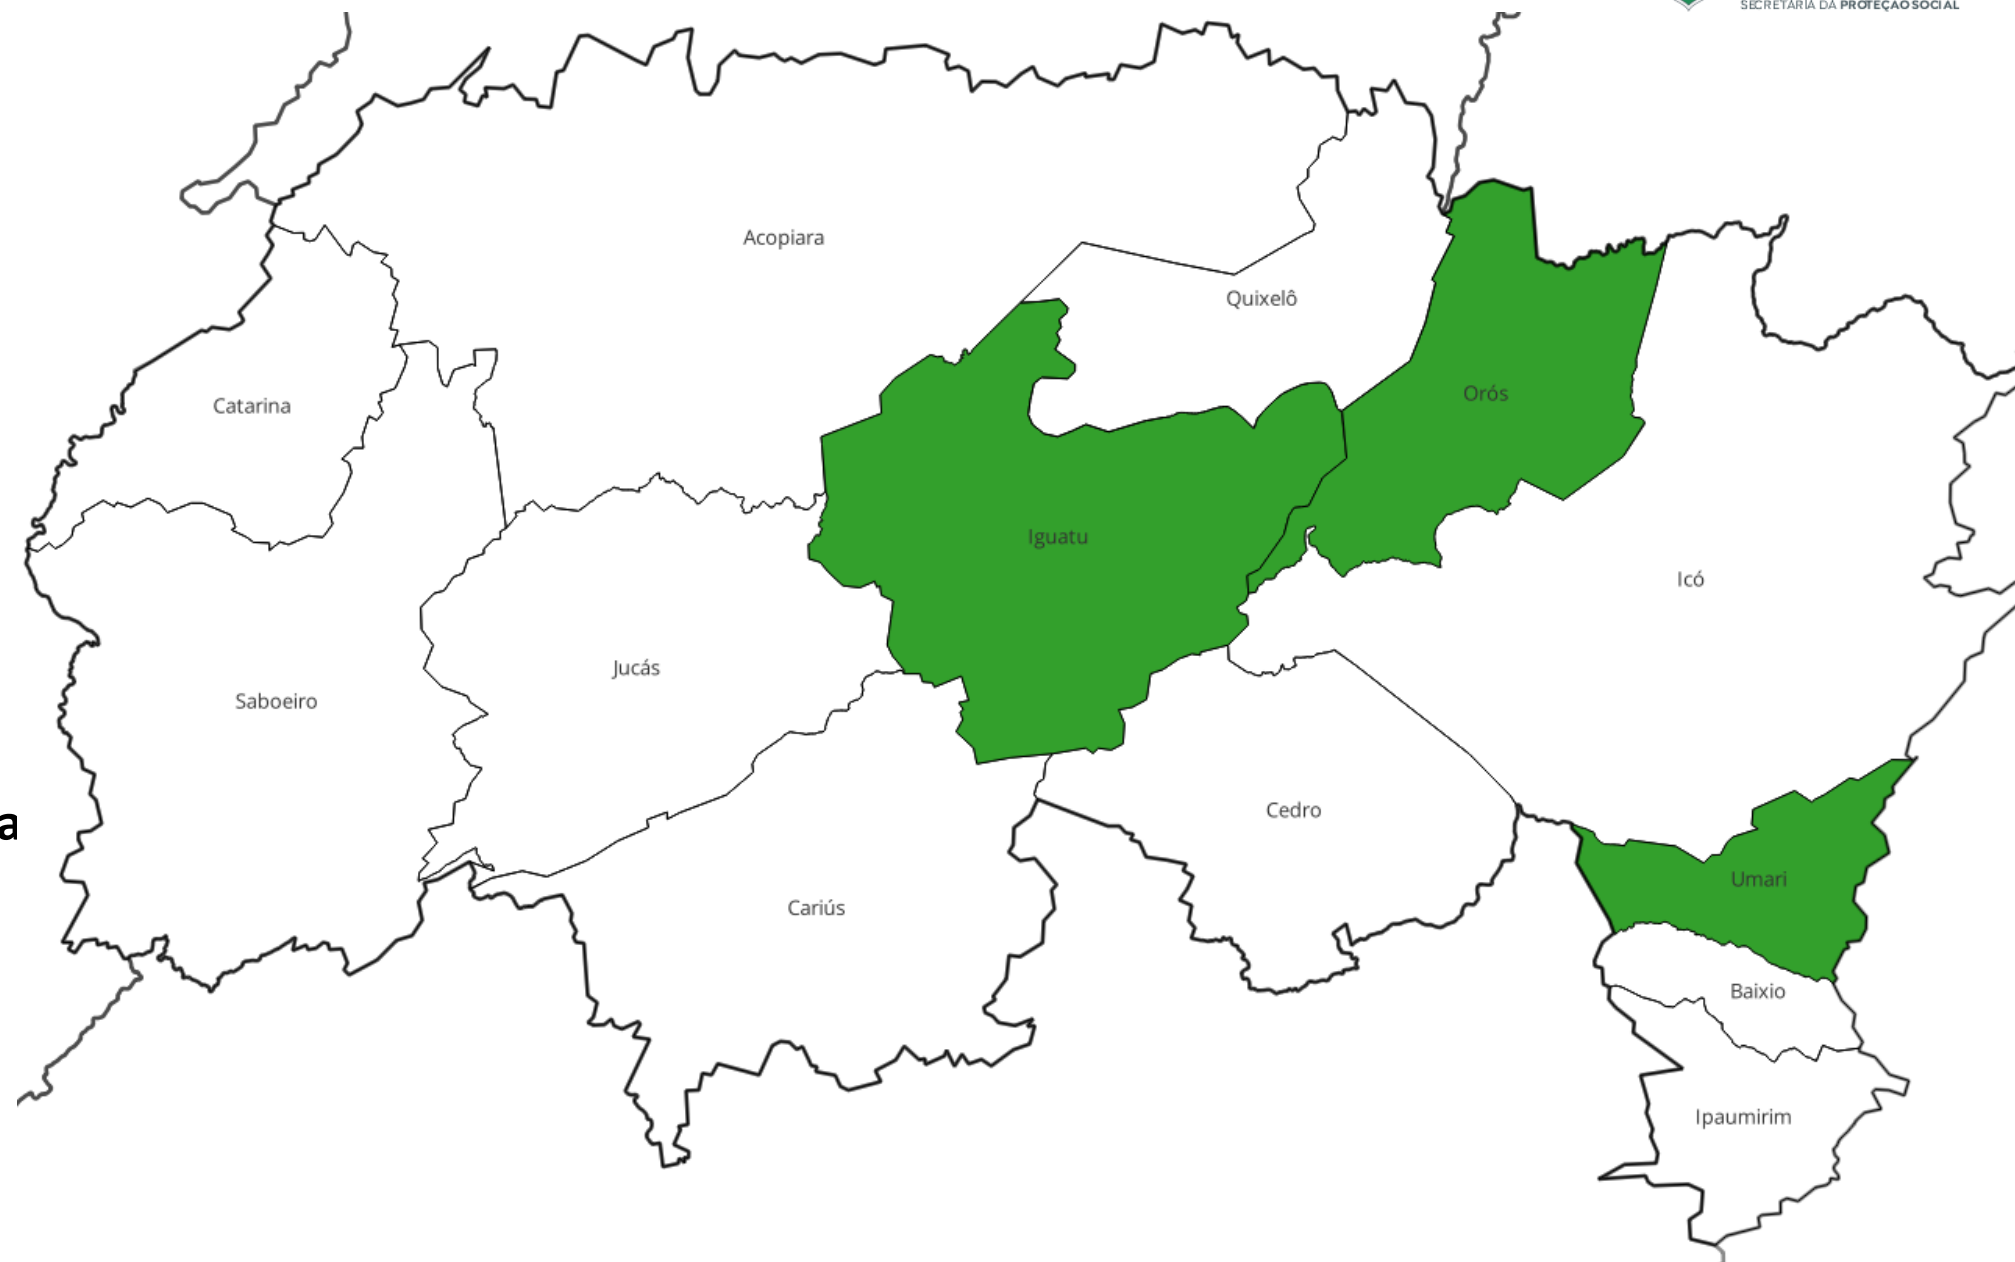 SECRETARIA DA PROTEÇÃO SOCIAL
Acopiara
Quixelô
Orós
Catarina
Iguatu
Icó
Jucás
Saboeiro
a
Cedro
Umari
Cariús
Baixio
Ipaumirim